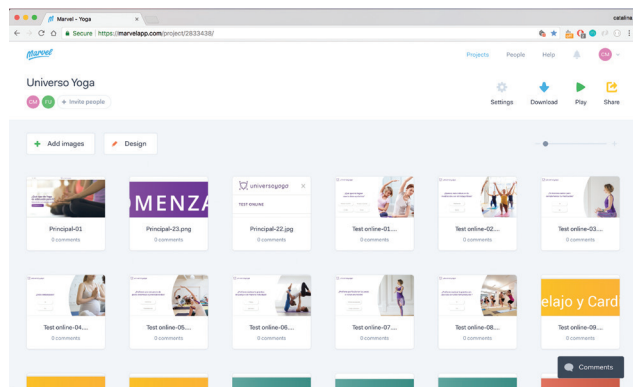 Marvel - Yoga
catalina
Secure
https://marvelapp.com/project/2833438/
Marvel
Projects
People
Help
CM
Universo Yoga
CM
FU
+ Invite people
Settings
Download
Play
Share
+ Add images
Design
OMENZA
universoyoga
TEST ONLINE
Principal-01
0 comments
Principal-23.png
0 comments
Principal-22.jpg
0 comments
Test online-01....
0 comments
Test online-02....
0 comments
Test online-03....
0 comments
elajo y Card
Test online-04....
0 comments
Test online-05....
0 comments
Test online-06....
0 comments
Test online-07....
0 comments
Test online-08....
0 comments
Test online-09....
0 comments
Comments